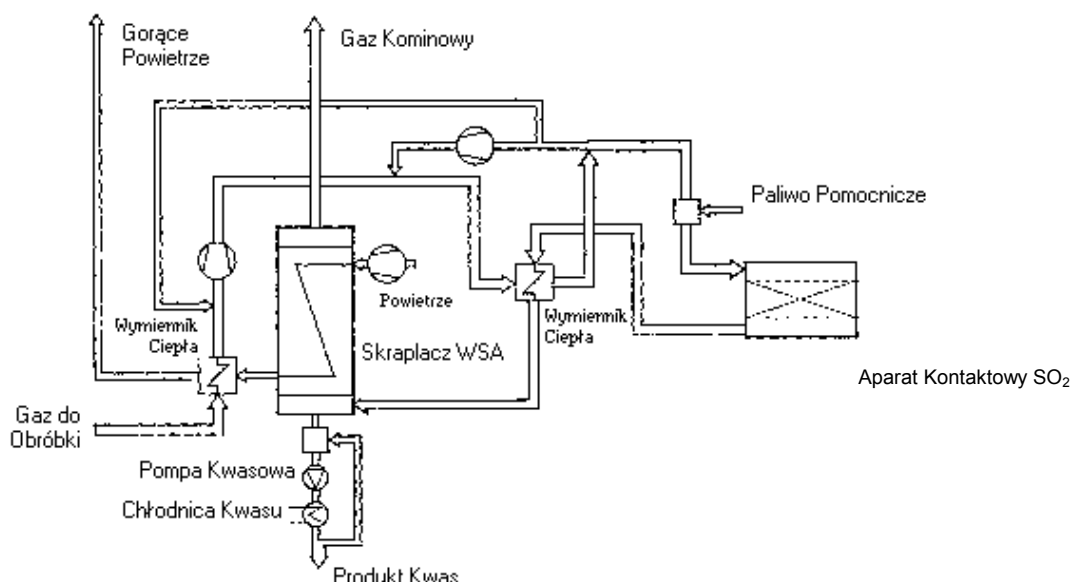 Gorące
Powietrze
Gaz Kominowy
Paliwo Pomocnicze
Powietrze
Wymiennik
Ciepła
Wymiennik
Ciepła
Skraplacz WSA
Aparat Kontaktowy SO₂
Gaz do
Obróbki
Pompa Kwasowa
Chłodnica Kwasu
Produkt Kwas